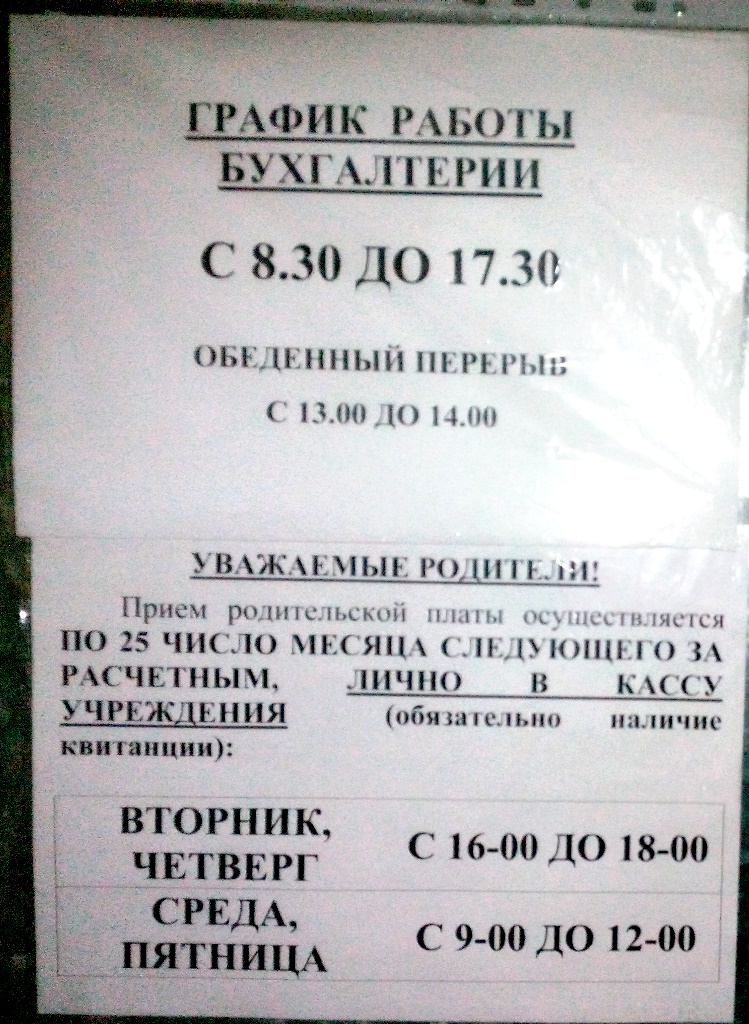 ГРАФИК РАБОТЫ
БУХГАЛТЕРИИ
С 8.30 ДО 17.30
ОБЕДЕННЫЙ ПЕРЕРЫВ
С 13.00 ДО 14.00
УВАЖАЕМЫЕ РОДИТЕЛИ!
Прием родительской платы осуществляется
ПО 25 ЧИСЛО МЕСЯЦА СЛЕДУЮЩЕГО ЗА
РАСЧЕТНЫМ, ЛИЧНО В КАССУ
УЧРЕЖДЕНИЯ (обязательно наличие
квитанции):
ВТОРНИК,
ЧЕТВЕРГ
С 16-00 ДО 18-00
СРЕДА,
ПЯТНИЦА
С 9-00 ДО 12-00